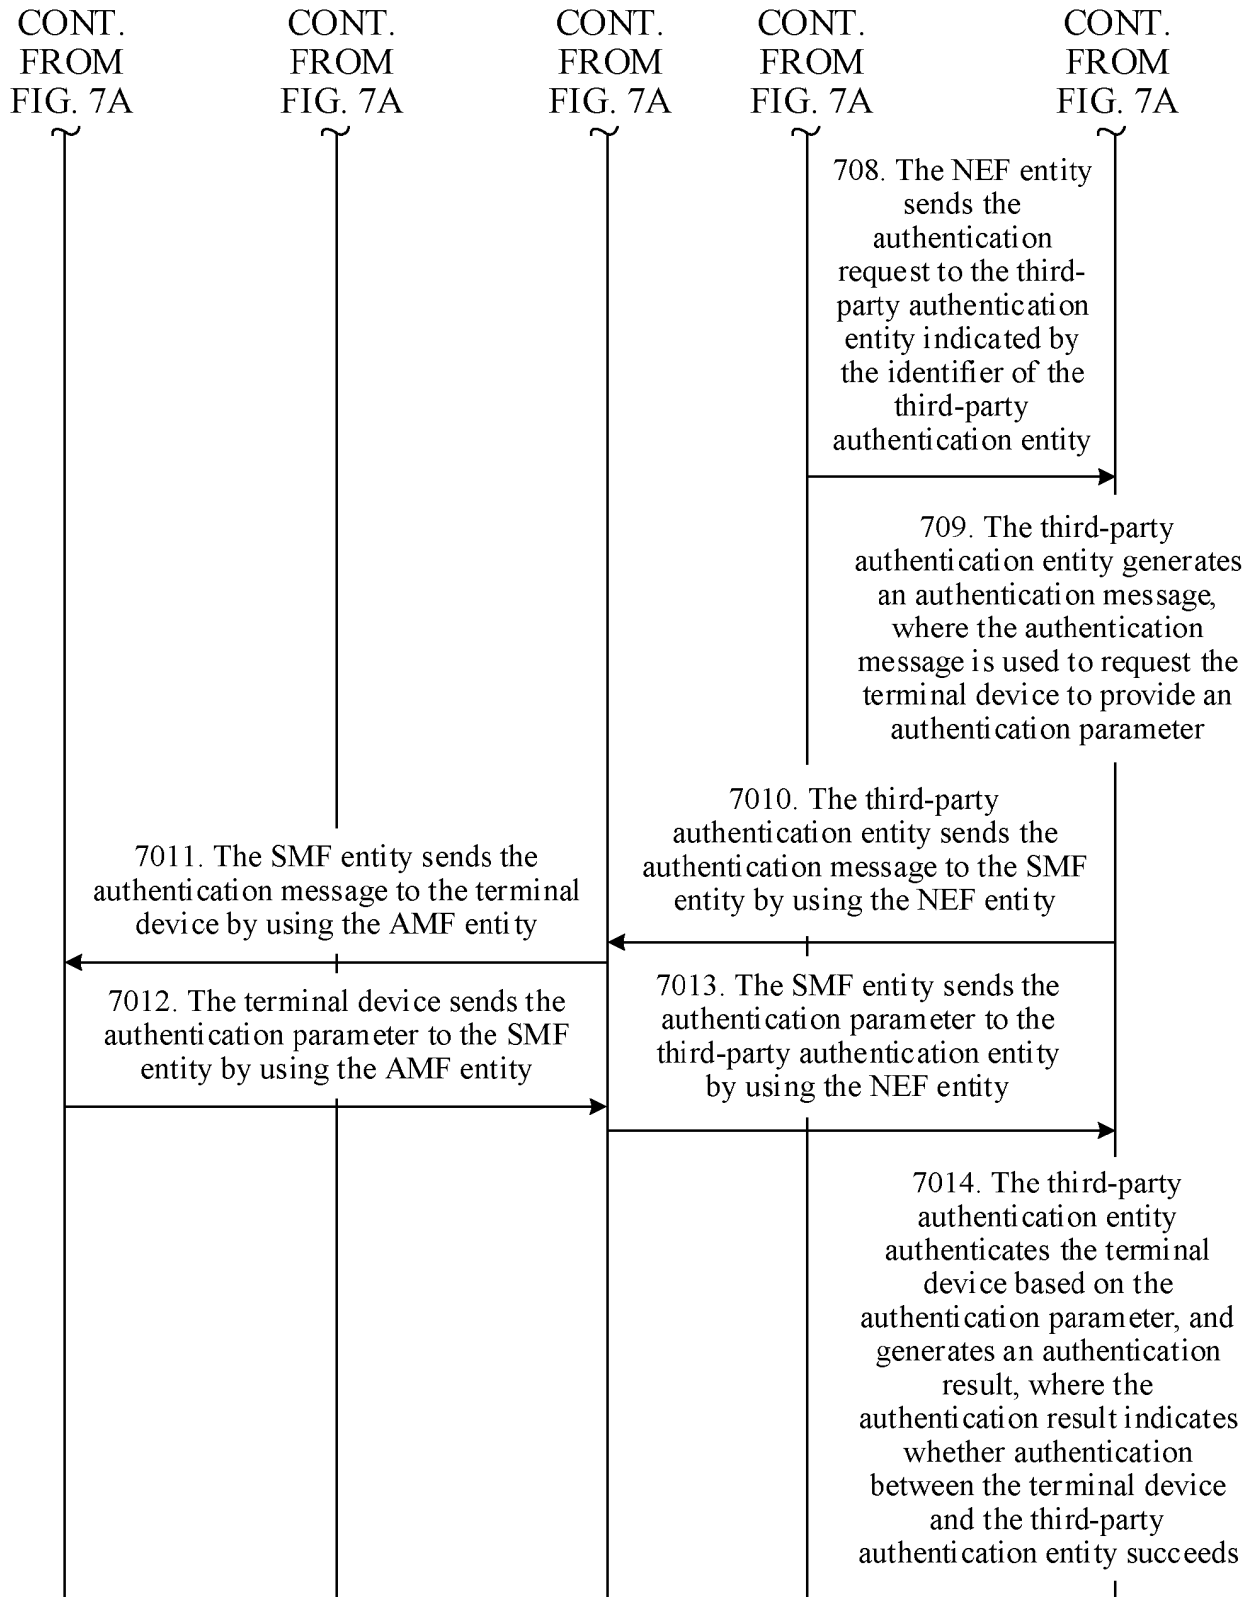 CONT.
FROM
FIG. 7A
CONT.
FROM
FIG. 7A
CONT.
FROM
FIG. 7A
CONT.
FROM
FIG. 7A
CONT.
FROM
FIG. 7A
708. The NEF entity
sends the
authentication
request to the third-
party authentication
entity indicated by
the identifier of the
third-party
authentication entity
709. The third-party
authentication entity generates
an authentication message,
where the authentication
message is used to request the
terminal device to provide an
authentication parameter
7010. The third-party
authentication entity sends the
authentication message to the SMF
entity by using the NEF entity
7011. The SMF entity sends the
authentication message to the terminal
device by using the AMF entity
7012. The terminal device sends the
authentication parameter to the SMF
entity by using the AMF entity
7013. The SMF entity sends the
authentication parameter to the
third-party authentication entity
by using the NEF entity
7014. The third-party
authentication entity
authenticates the terminal
device based on the
authentication parameter, and
generates an authentication
result, where the
authentication result indicates
whether authentication
between the terminal device
and the third-party
authentication entity succeeds